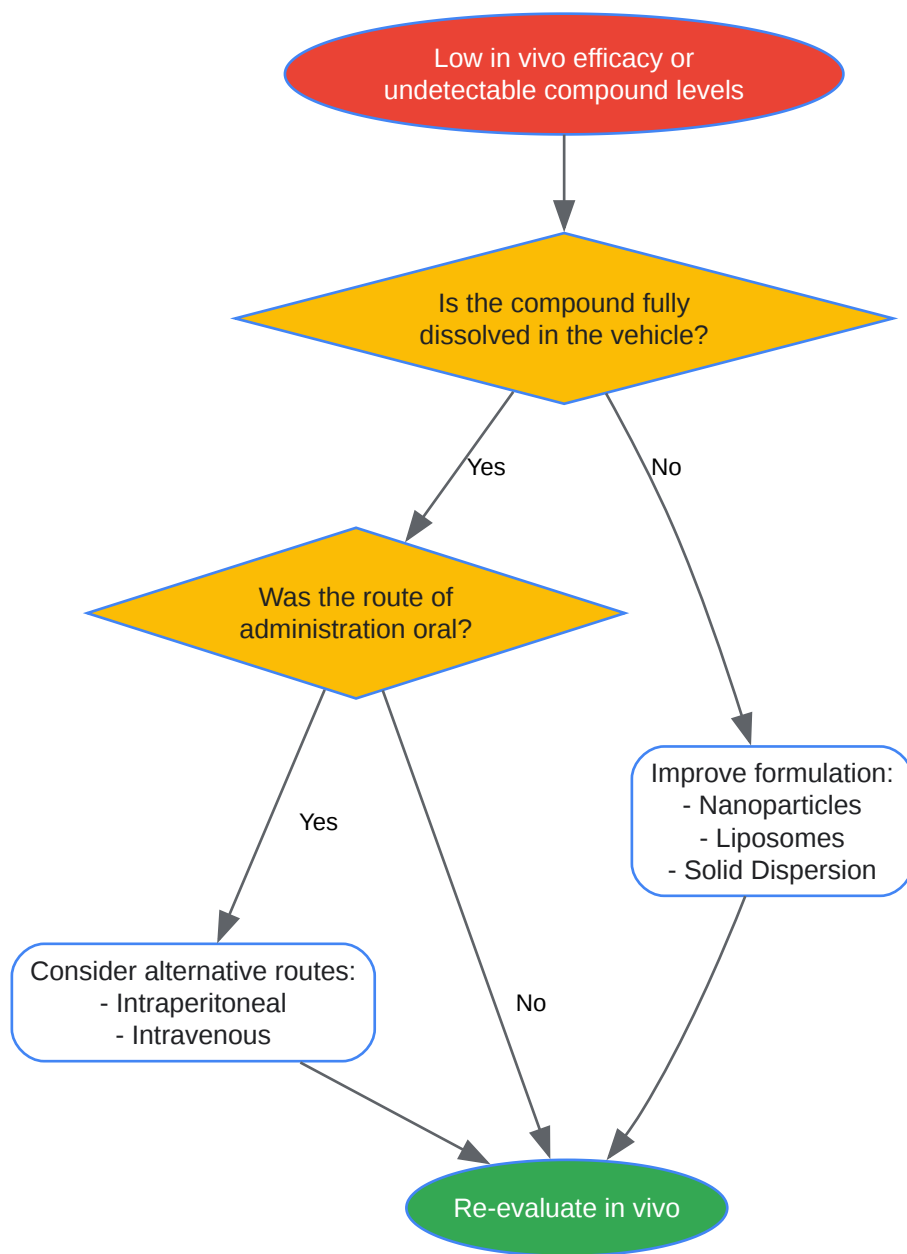 Low in vivo efficacy or
undetectable compound levels
Is the compound fully
dissolved in the vehicle?
Yes
No
Was the route of
administration oral?
Improve formulation:
- Nanoparticles
- Liposomes
- Solid Dispersion
Yes
Consider alternative routes:
- Intraperitoneal
- Intravenous
No
Re-evaluate in vivo